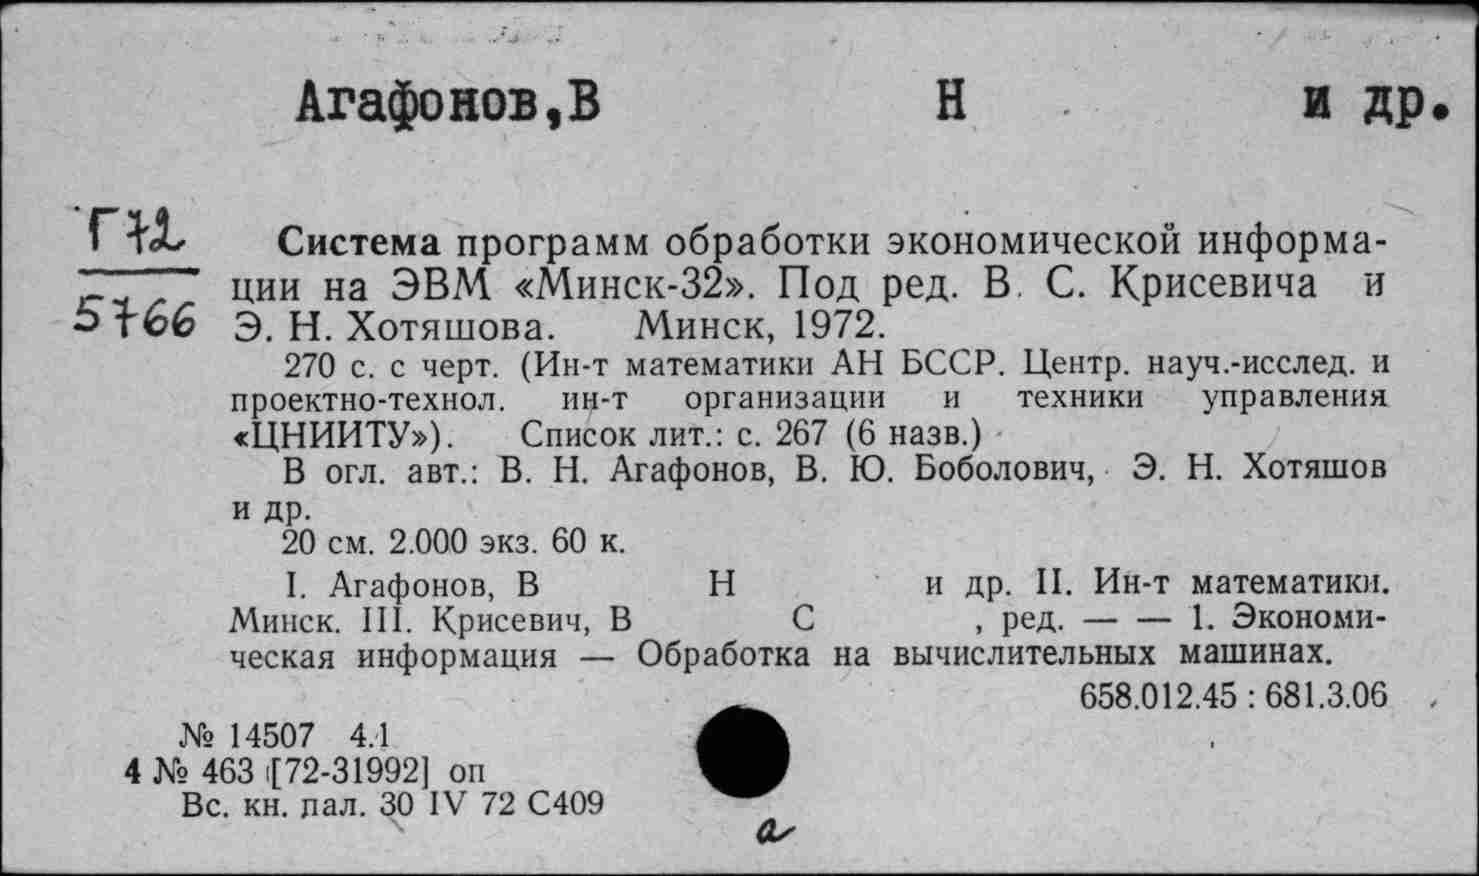 Агафонов,В Н и др.
Г72
5766
Система программ обработки экономической информа-
ции на ЭВМ «Минск-32». Под ред. В. С. Крисевича и
Э. Н. Хотяшова. Минск, 1972.
270 с. с черт. (Ин-т математики АН БССР. Центр. науч.-исслед. и
проектно-технол. ин-т организации и техники управления
«ЦНИИТУ»). Список лит.: с. 267 (6 назв.)
В огл. авт.: В. Н. Агафонов, В. Ю. Боболович, Э. Н. Хотяшов
и др.
20 см. 2.000 экз. 60 к.
I. Агафонов, В Н и др. II. Ин-т математики.
Минск. III. Крисевич, В С , ред. — — 1. Экономи-
ческая информация — Обработка на вычислительных машинах.
658.012.45 : 681.3.06
№ 14507 4.1
4 № 463 [72-31992] оп
Вс. кн. пал. 30 IV 72 С409